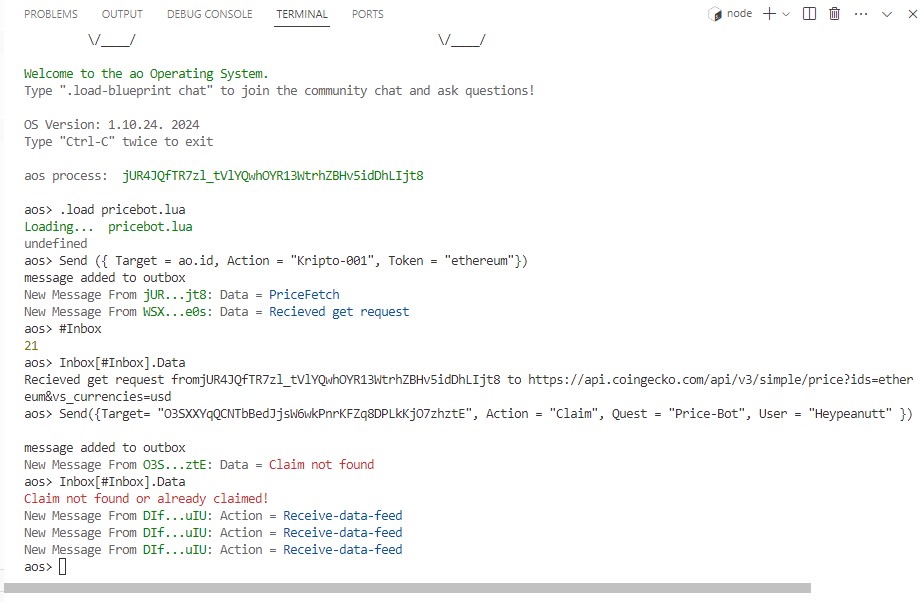 PROBLEMS OUTPUT DEBUG CONSOLE TERMINAL PORTS node
\/____/ \/____/
Welcome to the ao Operating System.
Type ".load-blueprint chat" to join the community chat and ask questions!
OS Version: 1.10.24. 2024
Type "Ctrl-C" twice to exit
aos process:  jUR4JQfTR7zl_tVlYQwhOYR13WtrhZBHv5idDhLIjt8
aos> .load pricebot.lua
Loading...  pricebot.lua
undefined
aos> Send ({ Target = ao.id, Action = "Kripto-001", Token = "ethereum"})
message added to outbox
New Message From jUR...jt8: Data = PriceFetch
New Message From WSX...e0s: Data = Recieved get request
aos> #Inbox
21
aos> Inbox[#Inbox].Data
Recieved get request fromjUR4JQfTR7zl_tVlYQwhOYR13WtrhZBHv5idDhLIjt8 to https://api.coingecko.com/api/v3/simple/price?ids=ether
eum&vs_currencies=usd
aos> Send({Target= "O3SXXYqQCNTbBedJjsW6wkPnrKFZq8DPLkKjO7zhztE", Action = "Claim", Quest = "Price-Bot", User = "Heypeanutt" })
message added to outbox
New Message From O3S...ztE: Data = Claim not found
aos> Inbox[#Inbox].Data
Claim not found or already claimed!
New Message From DIf...uIU: Action = Receive-data-feed
New Message From DIf...uIU: Action = Receive-data-feed
New Message From DIf...uIU: Action = Receive-data-feed
aos>